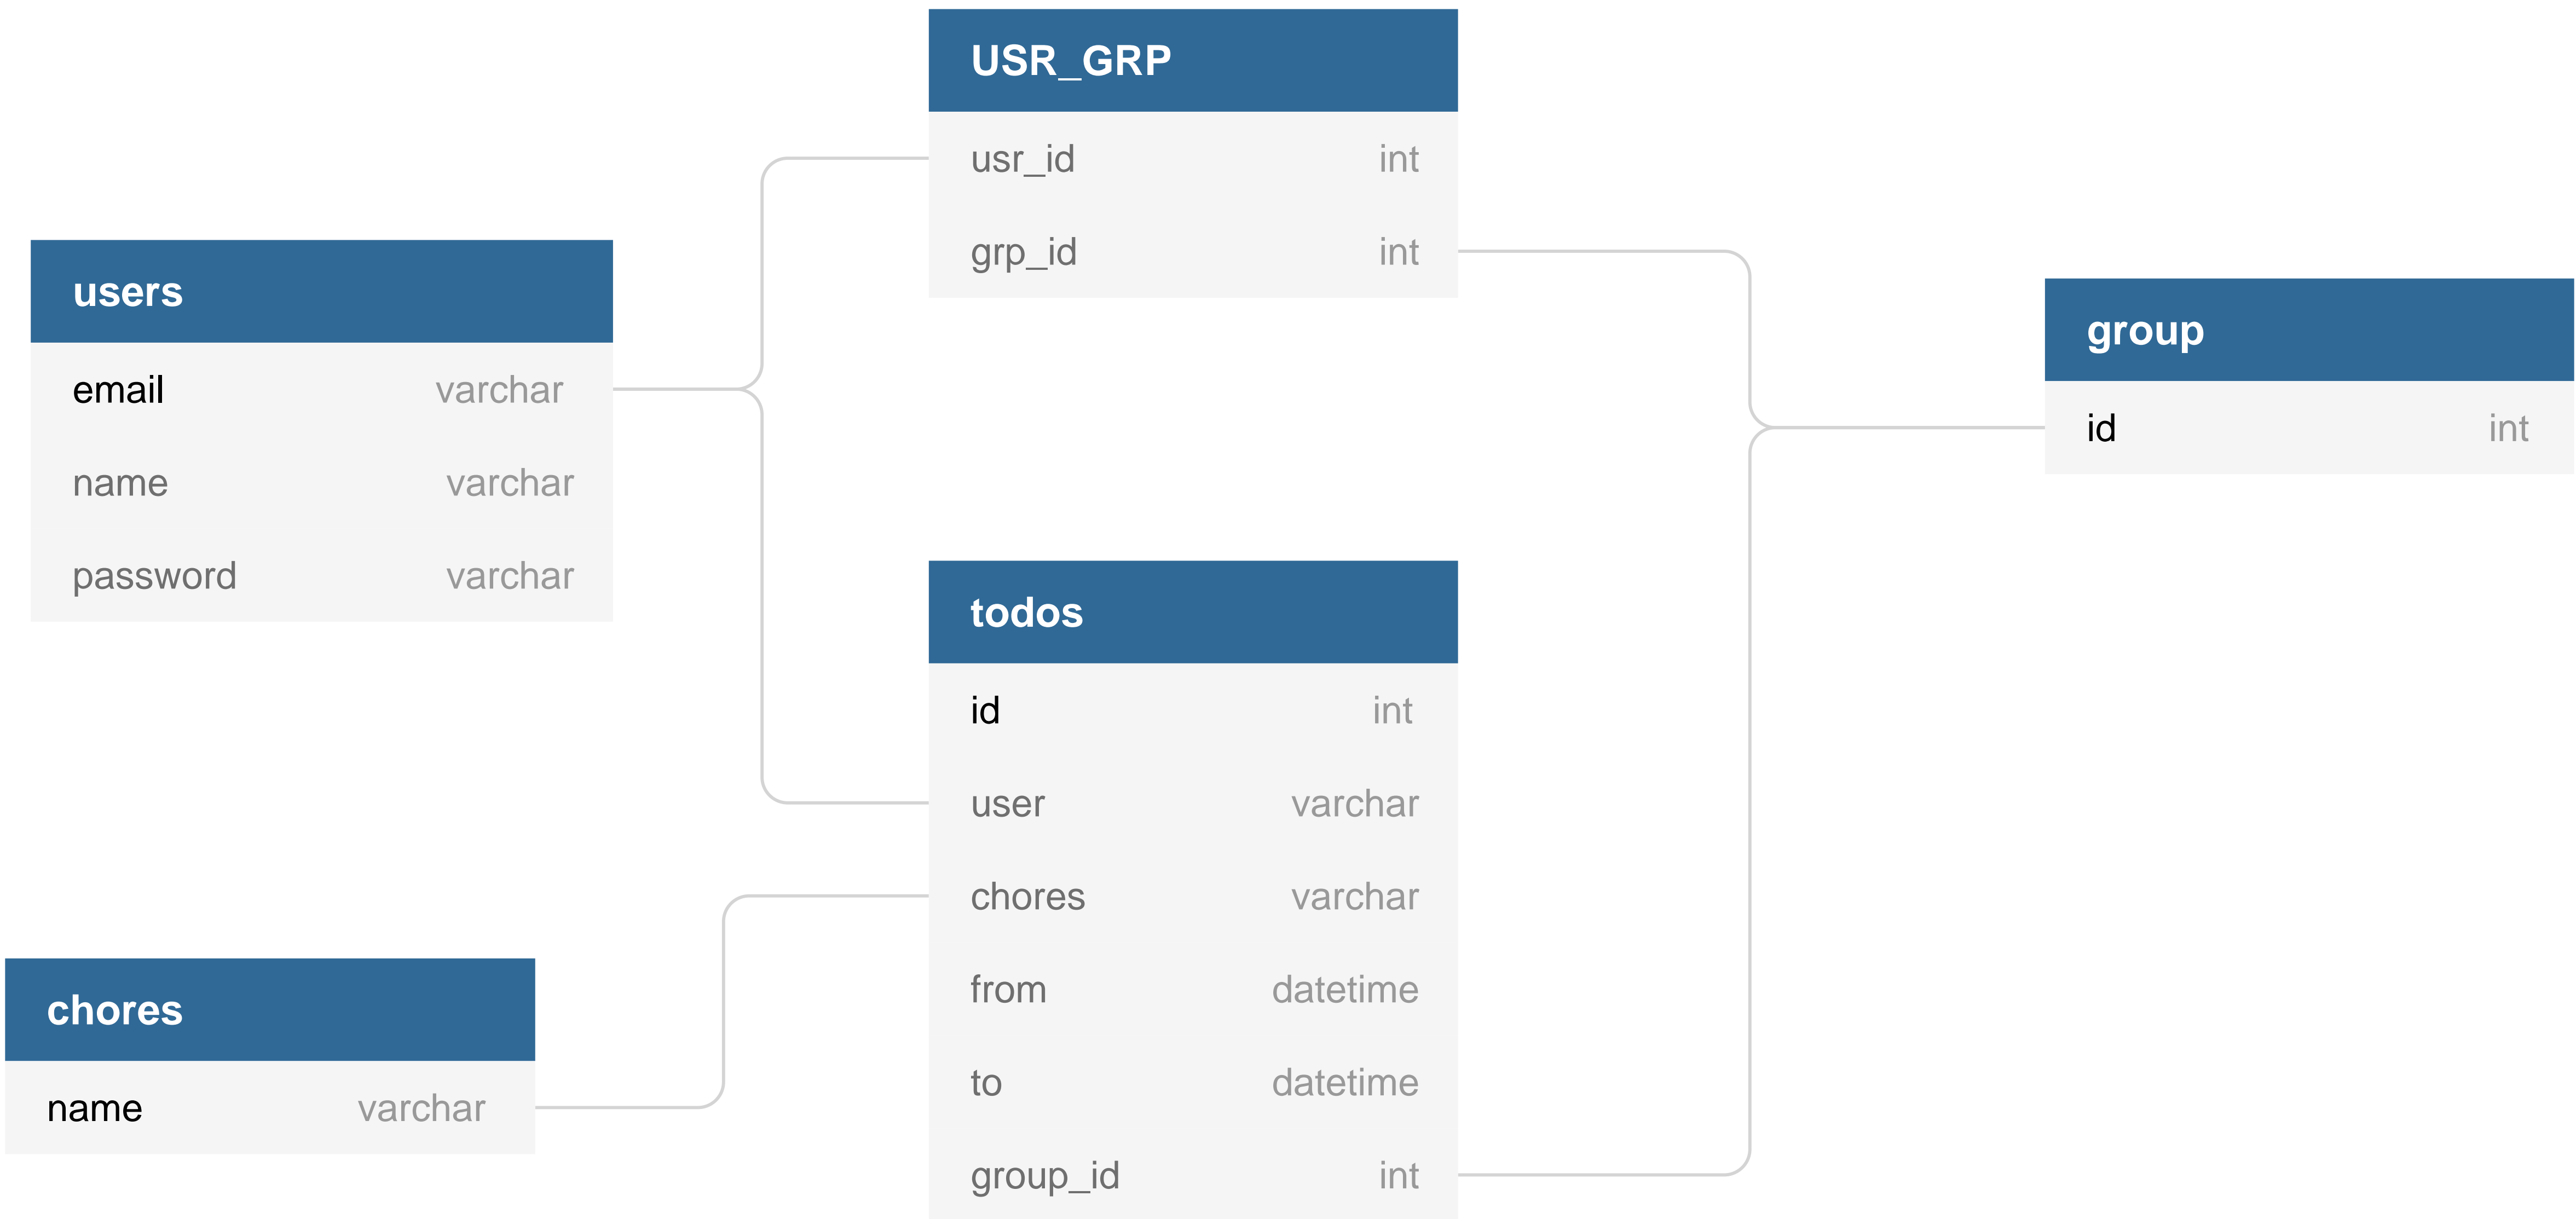 USR_GRP
usr_id int
grp_id int
users
email varchar
name varchar
password varchar
group
id int
todos
id int
user varchar
chores varchar
from datetime
to datetime
group_id int
chores
name varchar